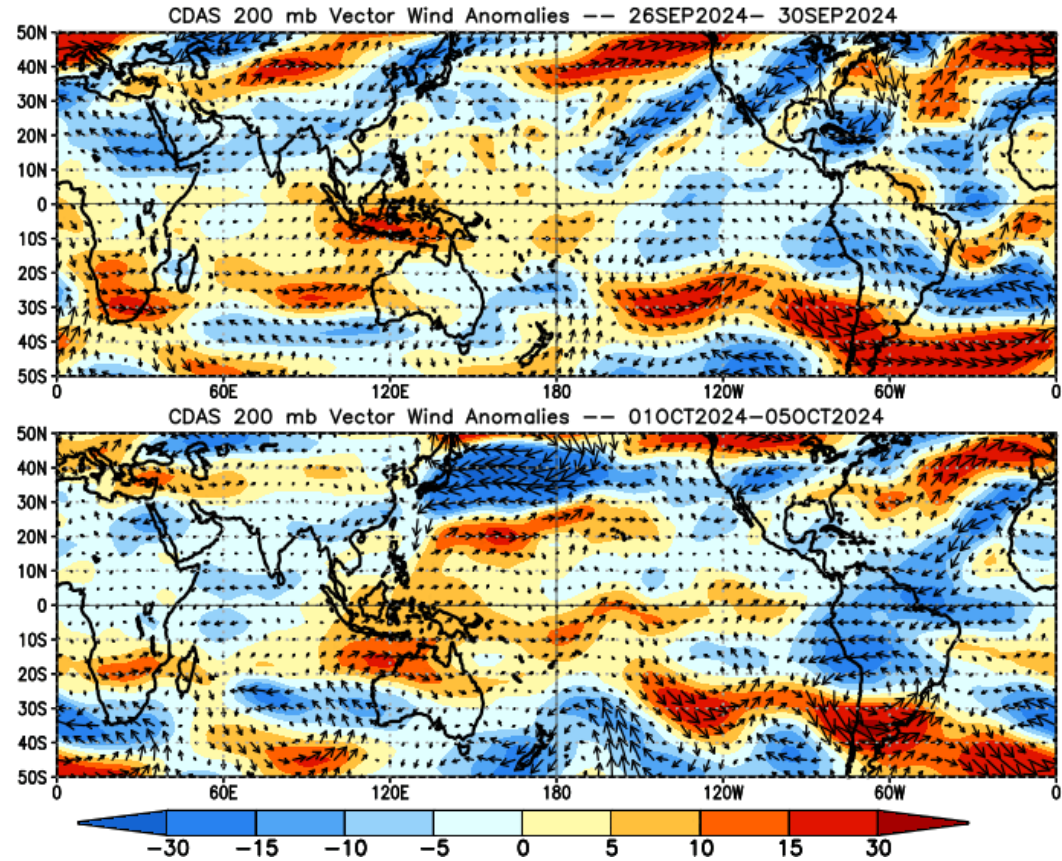 CDAS 200 mb Vector Wind Anomalies -- 26SEP2024- 30SEP2024
50N
40N
30N
20N
10N
0
10S
20S
30S
40S
50S
0 60E 120E 180 120W 60W 0
CDAS 200 mb Vector Wind Anomalies -- 01OCT2024-05OCT2024
50N
40N
30N
20N
10N
0
10S
20S
30S
40S
50S
0 60E 120E 180 120W 60W 0
-30 -15 -10 -5 0 5 10 15 30